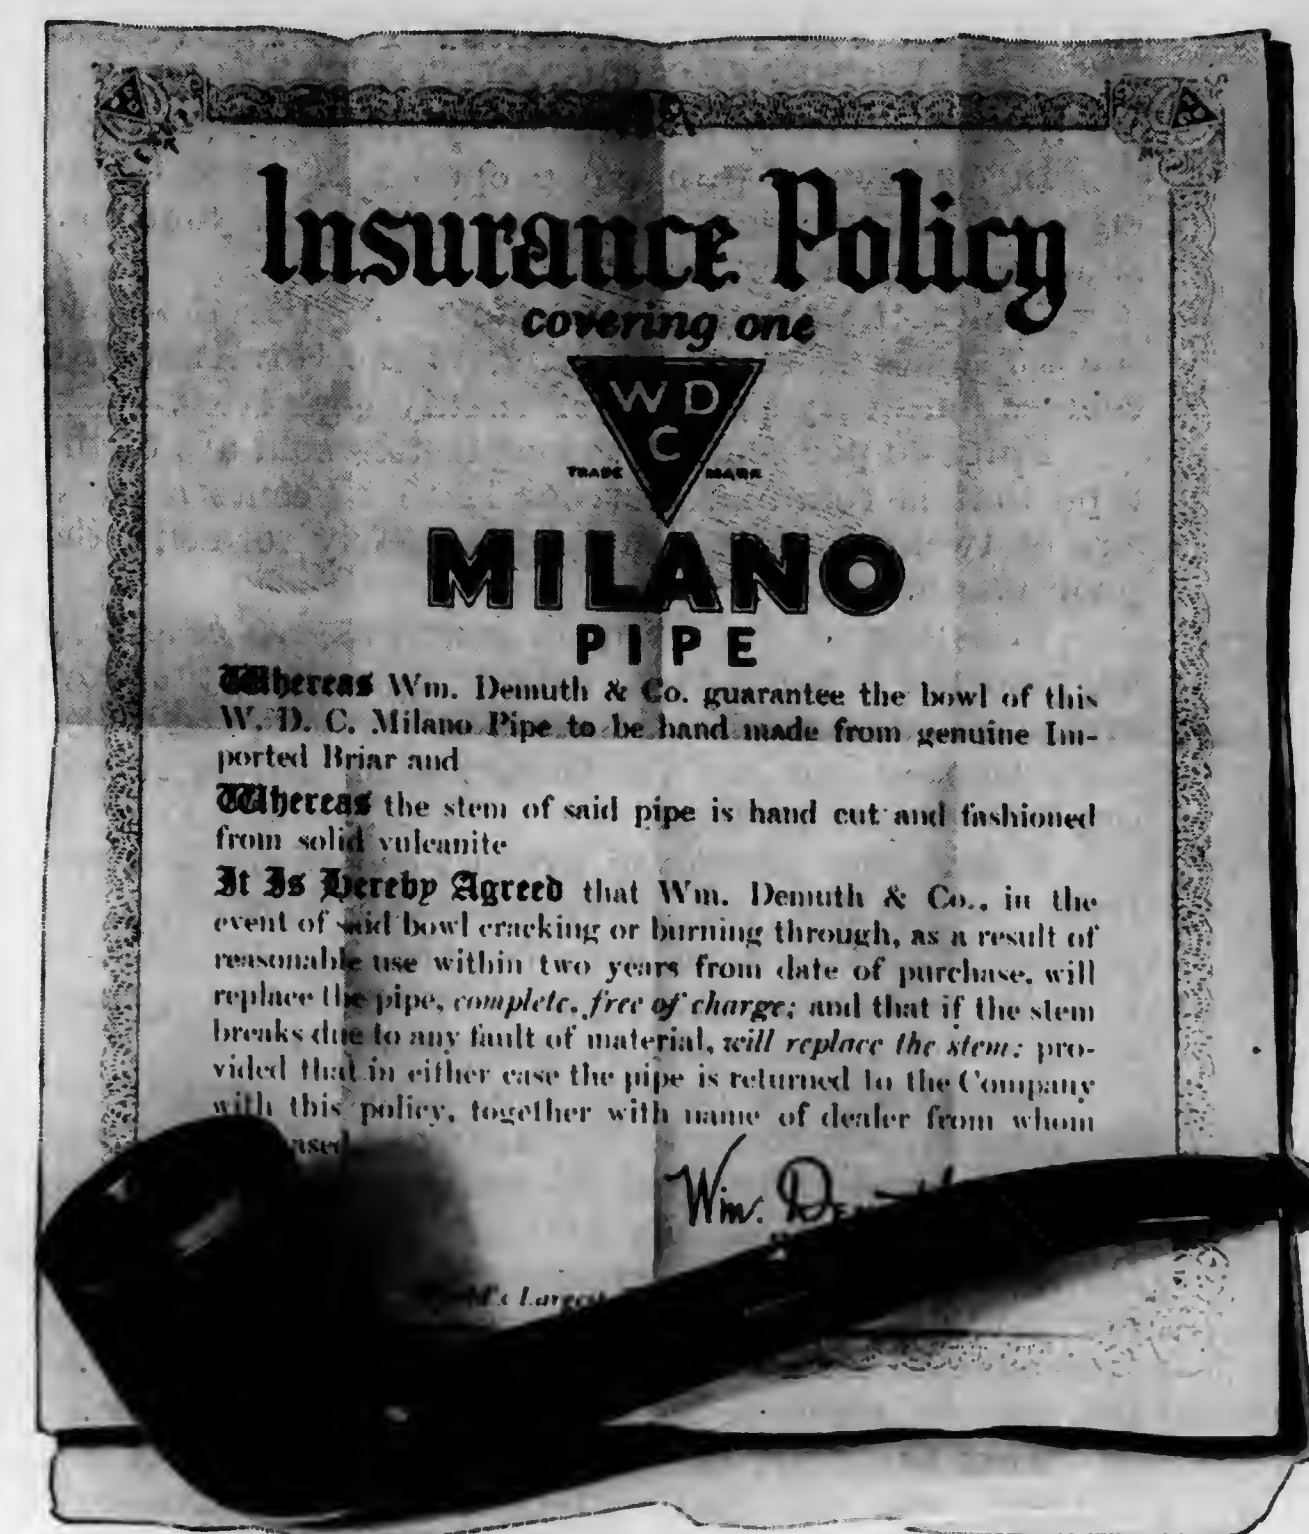 Insurance Policy
covering one
W D
C
TRADE MARK
MILANO
PIPE
Whereas Wm. Demuth & Co. guarantee the bowl of this
W. D. C. Milano Pipe to be hand made from genuine Im-
ported Briar and
Whereas the stem of said pipe is hand cut and fashioned
from solid vulcanite
It Is Hereby Agreed that Wm. Demuth & Co., in the
event of said bowl cracking or burning through, as a result of
reasonable use within two years from date of purchase, will
replace the pipe, complete, free of charge; and that if the stem
breaks due to any fault of material, will replace the stem; pro-
vided that in either case the pipe is returned to the Company
with this policy, together with name of dealer from whom
Wm.
Largest